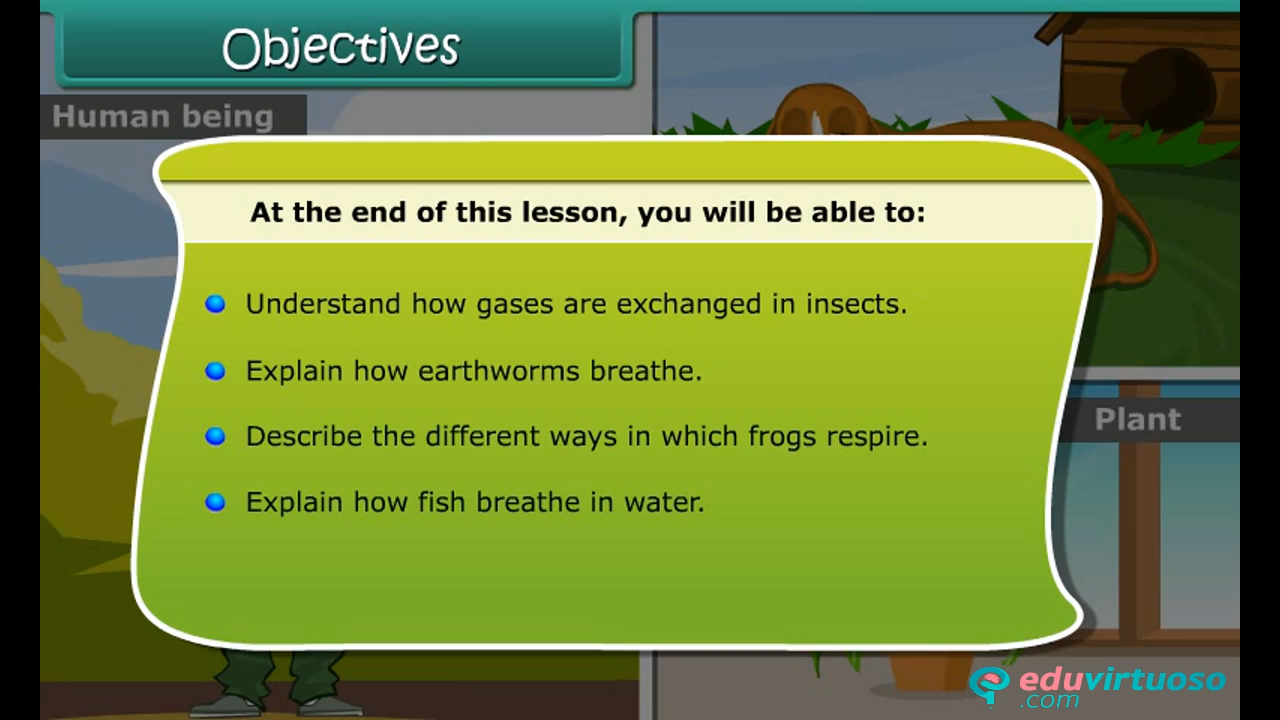 Objectives
Human being
At the end of this lesson, you will be able to:
Understand how gases are exchanged in insects.
Explain how earthworms breathe.
Describe the different ways in which frogs respire.
Explain how fish breathe in water.
Plant
eduvirtuoso
.com